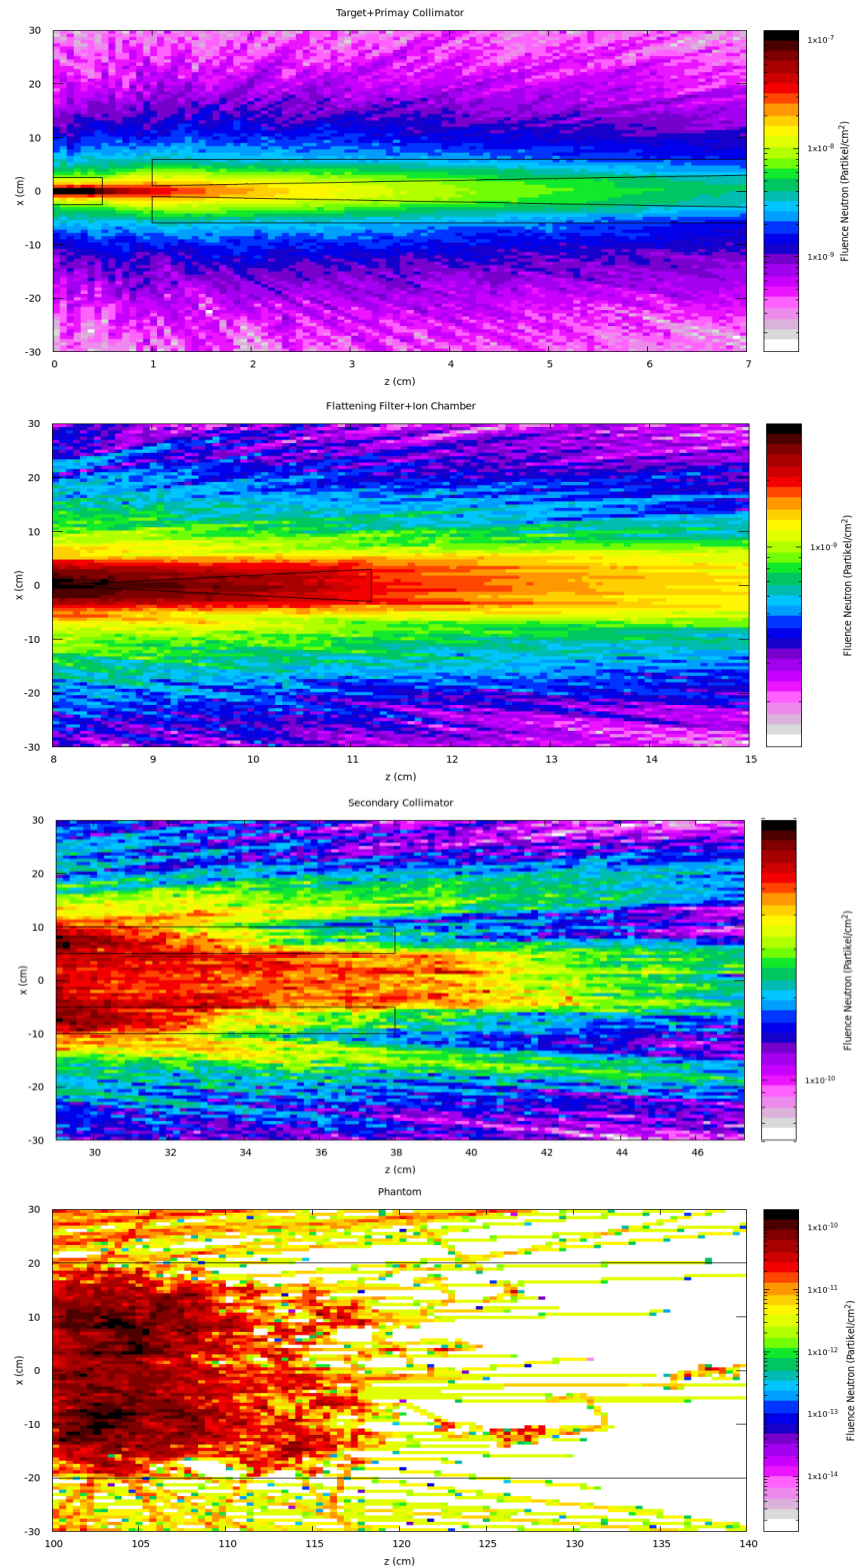 Target+Primay Collimator
30
20
10
0
-10
-20
-30
x (cm)
0 1 2 3 4 5 6 7
z (cm)
1x10-7
1x10-8
1x10-9
Fluence Neutron (Partikel/cm2)
Flattening Filter+Ion Chamber
30
20
10
0
-10
-20
-30
x (cm)
8 9 10 11 12 13 14 15
z (cm)
1x10-9
Fluence Neutron (Partikel/cm2)
Secondary Collimator
30
20
10
0
-10
-20
-30
x (cm)
30 32 34 36 38 40 42 44 46
z (cm)
1x10-10
Fluence Neutron (Partikel/cm2)
Phantom
30
20
10
0
-10
-20
-30
x (cm)
100 105 110 115 120 125 130 135 140
z (cm)
1x10-10
1x10-11
1x10-12
1x10-13
1x10-14
Fluence Neutron (Partikel/cm2)